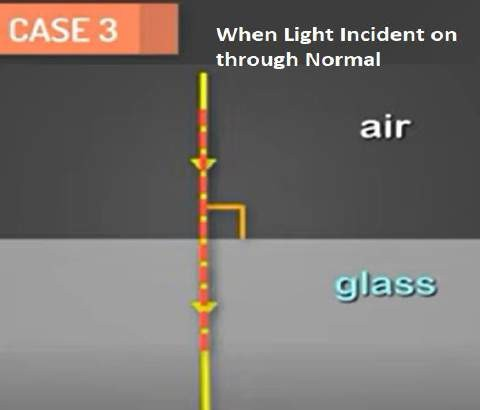 CASE 3
When Light Incident on
through Normal
air
glass